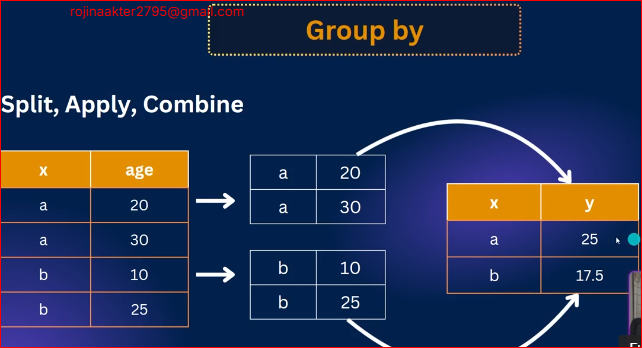 rojinaakter2795@gmail.com
Group by
Split, Apply, Combine
x age
a 20
a 30
b 10
b 25
a 20
a 30
b 10
b 25
x y
a 25
b 17.5